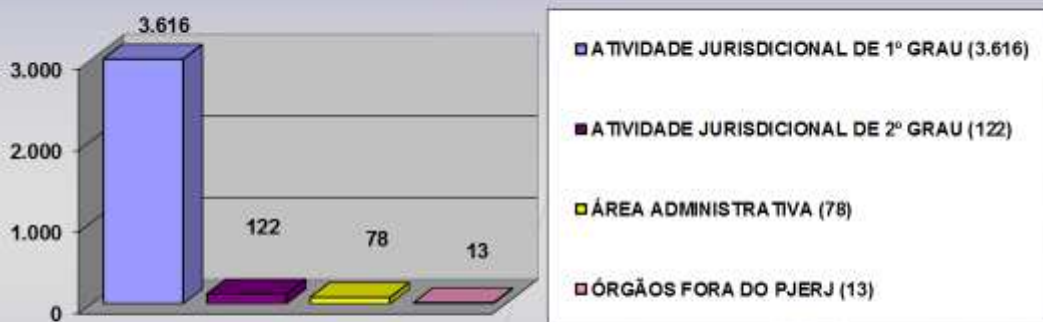 3.616
3.000
2.000
1.000
0
122
78
13
ATIVIDADE JURISDICIONAL DE 1º GRAU (3.616)
ATIVIDADE JURISDICIONAL DE 2º GRAU (122)
ÁREA ADMINISTRATIVA (78)
ÓRGÃOS FORA DO PJERJ (13)